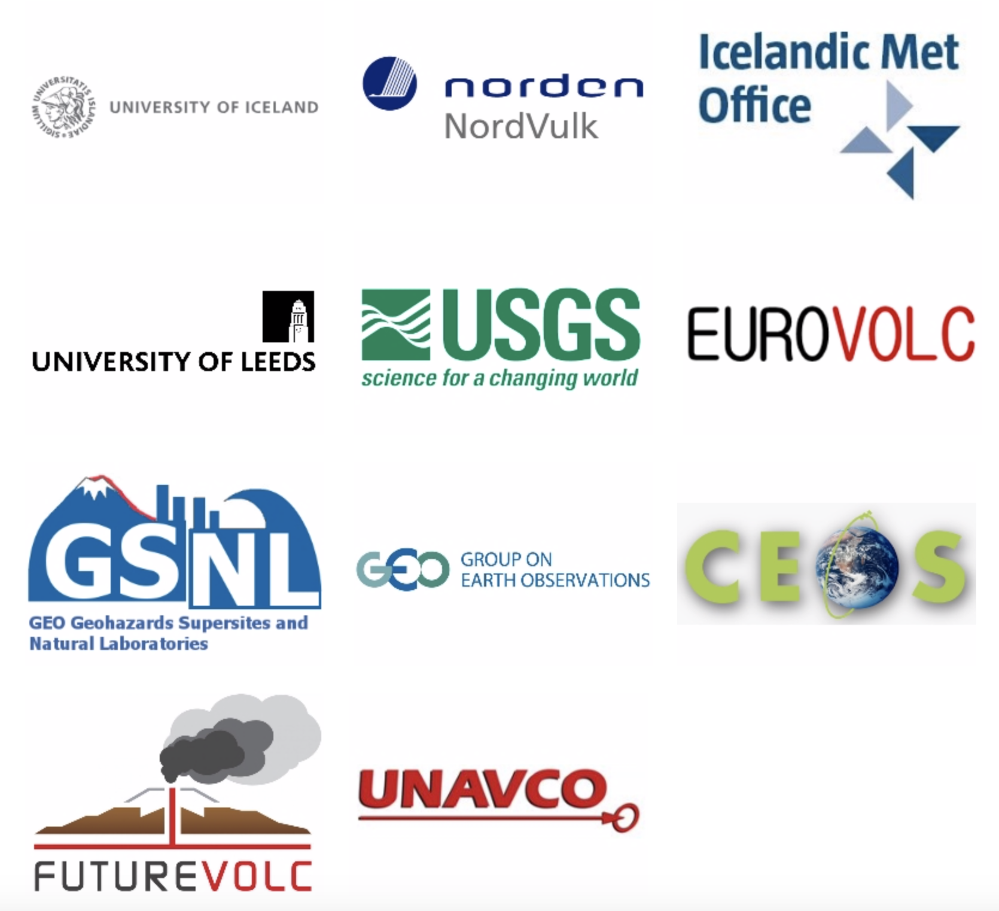 SIGILLUM UNIVERSITATIS ISLANDIAE
UNIVERSITY OF ICELAND
norden
NordVulk
Icelandic Met
Office
UNIVERSITY OF LEEDS
USGS
science for a changing world
EUROVOLC
GSNL
GEO Geohazards Supersites and
Natural Laboratories
GEO
GROUP ON
EARTH OBSERVATIONS
CEOS
FUTUREVOLC
UNAVCO